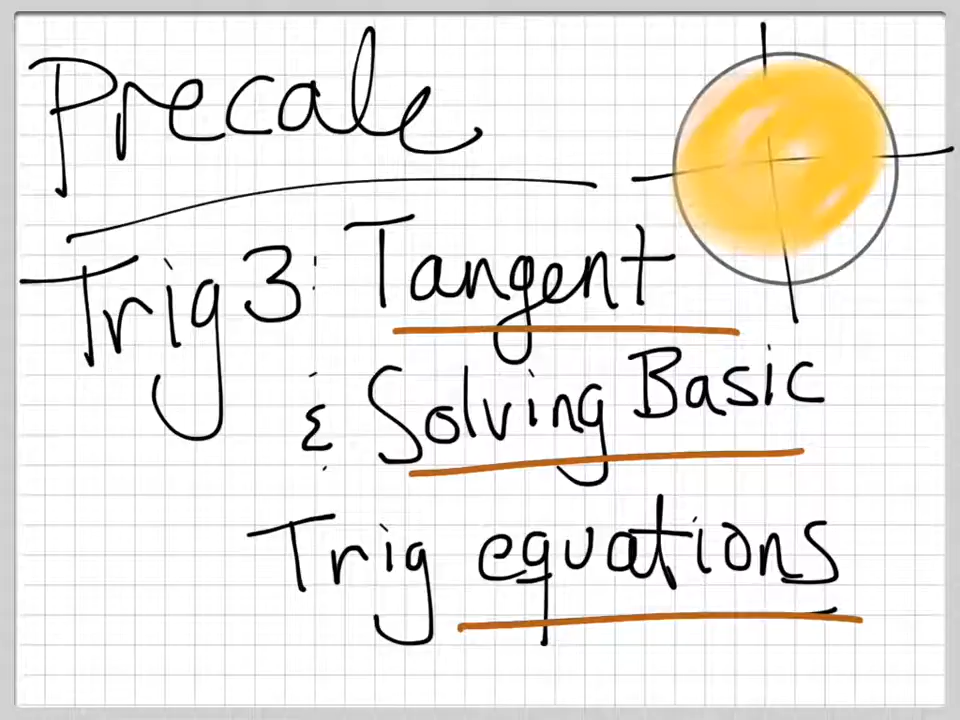 Precalc
Trig 3: Tangent
& Solving Basic
Trig equations